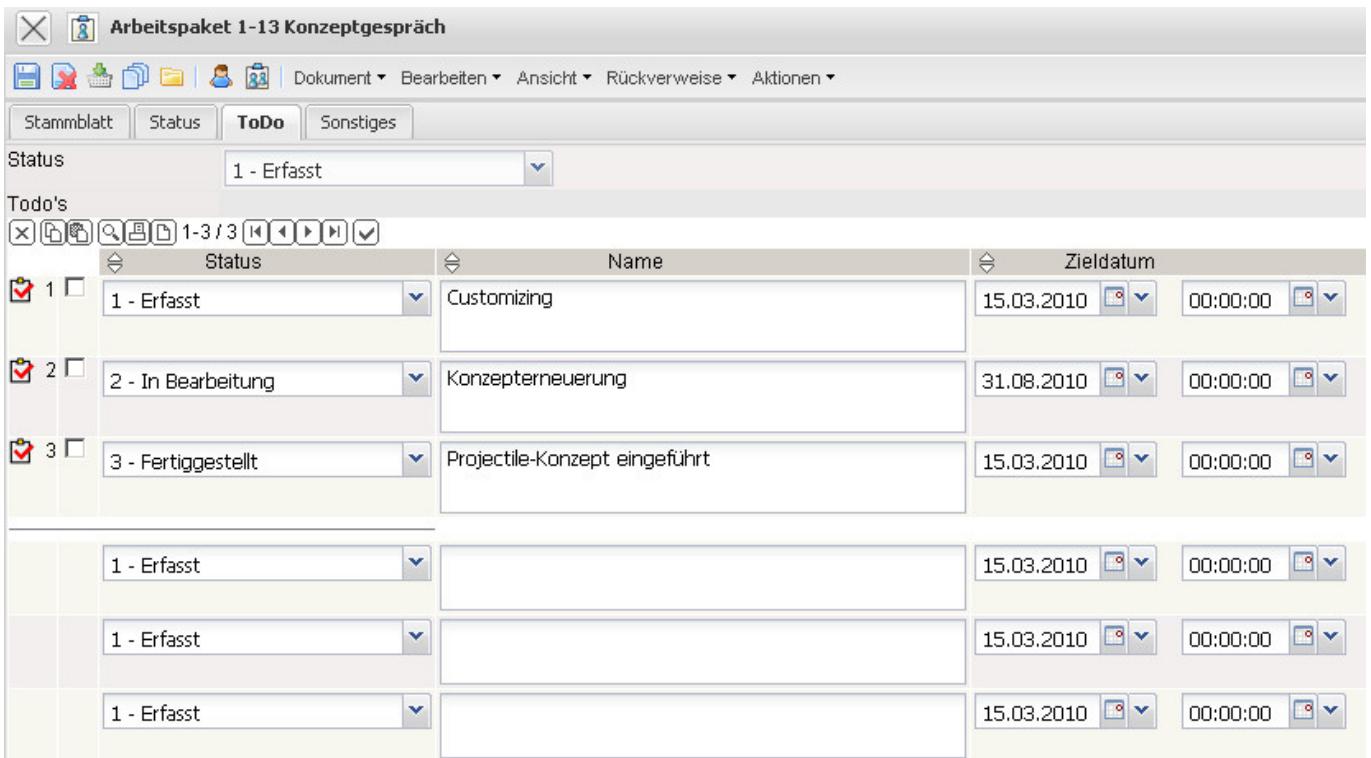 Arbeitspaket 1-13 Konzeptgespräch
Dokument Bearbeiten Ansicht Rückverweise Aktionen
Stammblatt Status ToDo Sonstiges
Status 1 - Erfasst
Todo's
1-3 / 3
Status Name Zieldatum
1 1 - Erfasst Customizing 15.03.2010 00:00:00
2 2 - In Bearbeitung Konzepterneuerung 31.08.2010 00:00:00
3 3 - Fertiggestellt Projectile-Konzept eingeführt 15.03.2010 00:00:00
1 - Erfasst 15.03.2010 00:00:00
1 - Erfasst 15.03.2010 00:00:00
1 - Erfasst 15.03.2010 00:00:00